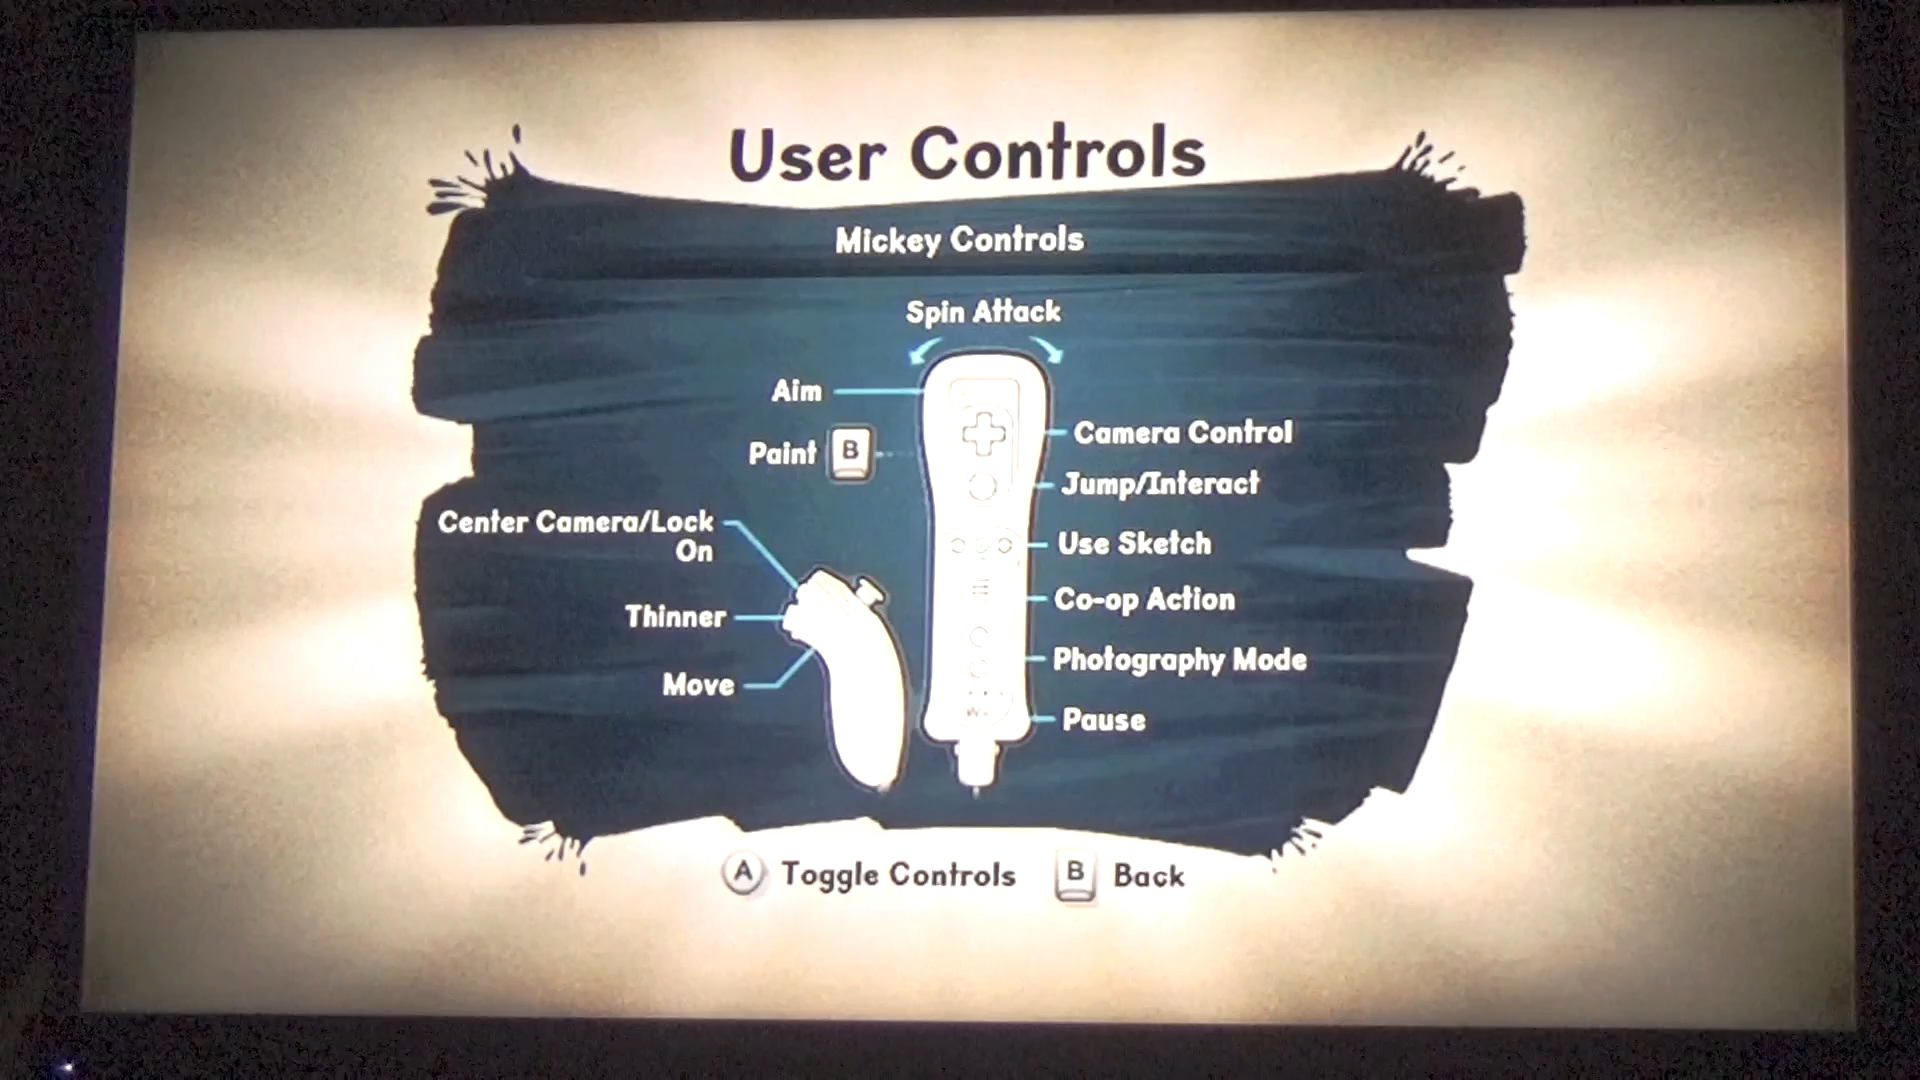 User Controls
Mickey Controls
Spin Attack
Aim
Camera Control
Paint B
Jump/Interact
Center Camera/Lock
On
Use Sketch
Co-op Action
Thinner
Photography Mode
Move
Pause
A Toggle Controls B Back